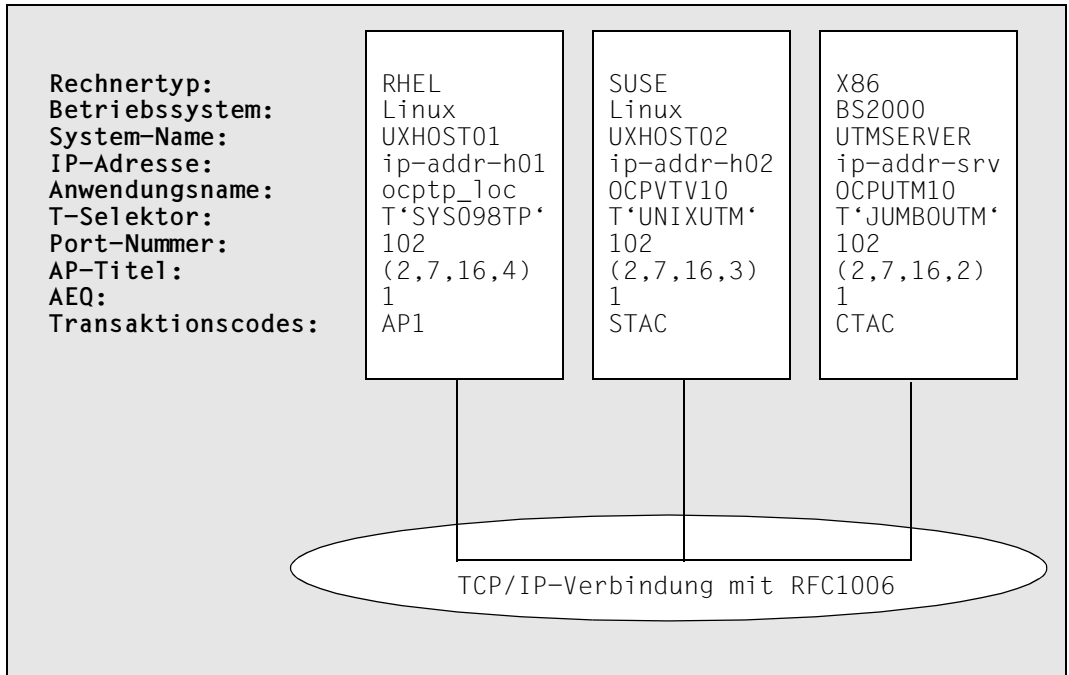 Rechnertyp: RHEL SUSE X86
Betriebssystem: Linux Linux BS2000
System-Name: UXHOST01 UXHOST02 UTMSERVER
IP-Adresse: ip-addr-h01 ip-addr-h02 ip-addr-srv
Anwendungsname: ocptp_loc OCPVTV10 OCPUTM10
T-Selektor: T‘SYS098TP‘ T‘UNIXUTM‘ T‘JUMBOUTM‘
Port-Nummer: 102 102 102
AP-Titel: (2,7,16,4) (2,7,16,3) (2,7,16,2)
AEQ: 1 1 1
Transaktionscodes: AP1 STAC CTAC
TCP/IP-Verbindung mit RFC1006